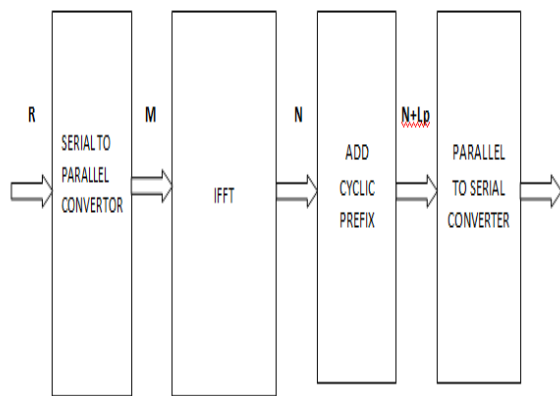 R
SERIAL TO
PARALLEL
CONVERTOR
M
IFFT
N
ADD
CYCLIC
PREFIX
N+Lp
PARALLEL
TO SERIAL
CONVERTER